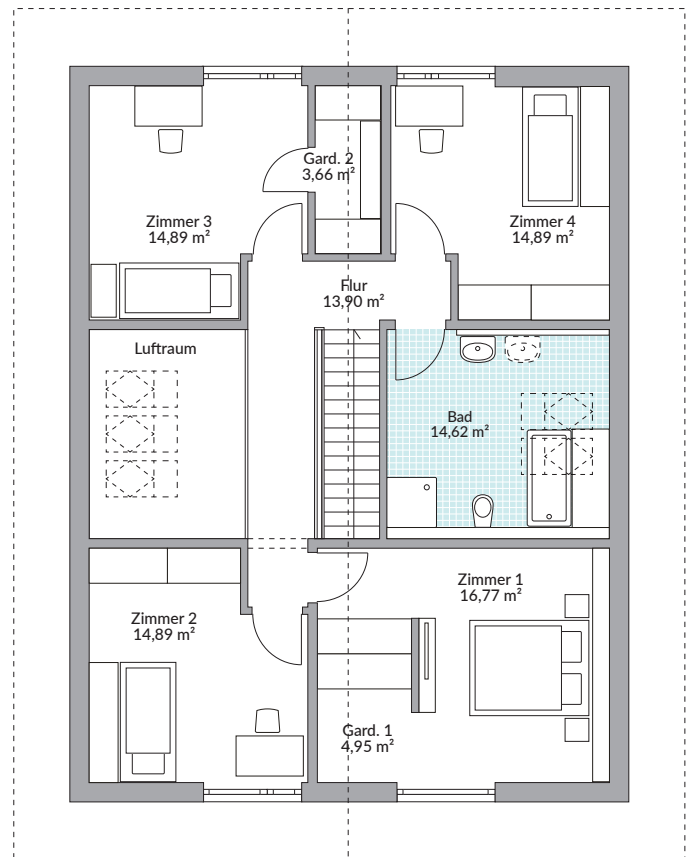 Gard. 2
3,66 m²
Zimmer 3
14,89 m²
Zimmer 4
14,89 m²
Flur
13,90 m²
Luftraum
Bad
14,62 m²
Zimmer 1
16,77 m²
Zimmer 2
14,89 m²
Gard. 1
4,95 m²